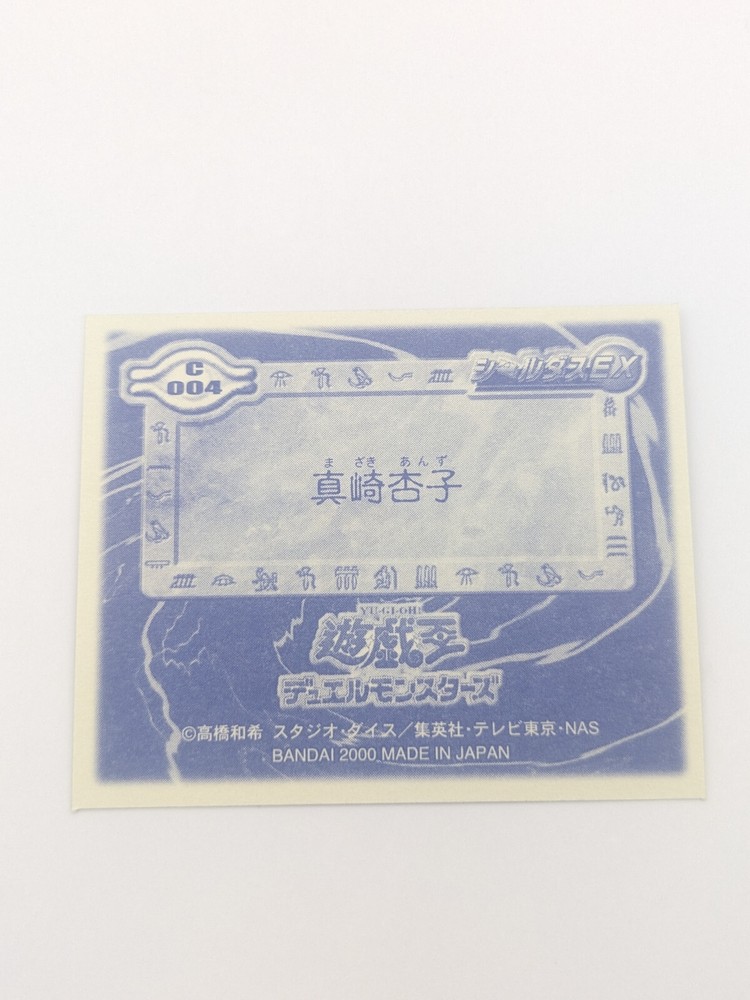 C
004
シールダスEX
ま ざき あんず
真崎杏子
YU-GI-OH!
遊戯王
デュエルモンスターズ
©高橋和希 スタジオ・ダイス／集英社・テレビ東京・NAS
BANDAI 2000 MADE IN JAPAN